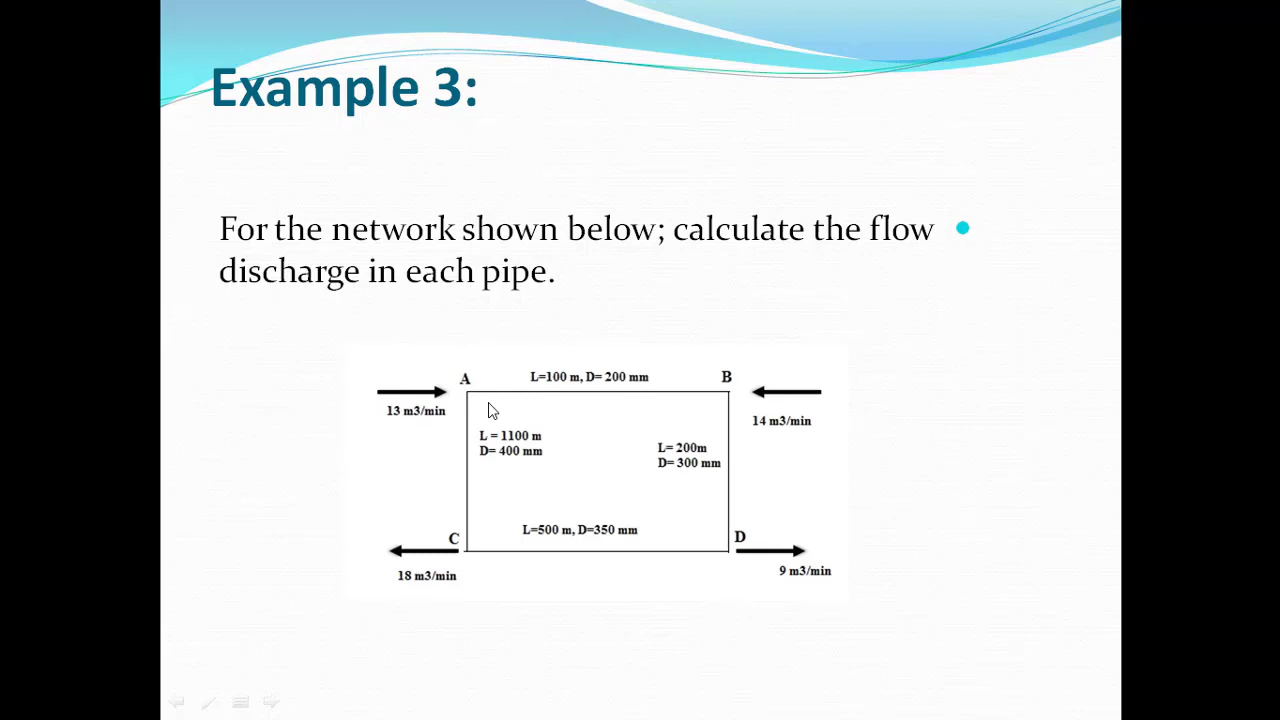 Example 3:
For the network shown below; calculate the flow
discharge in each pipe.
A
L=100 m, D= 200 mm
B
13 m3/min
14 m3/min
L = 1100 m
D= 400 mm
L= 200m
D= 300 mm
C
L=500 m, D=350 mm
D
18 m3/min
9 m3/min